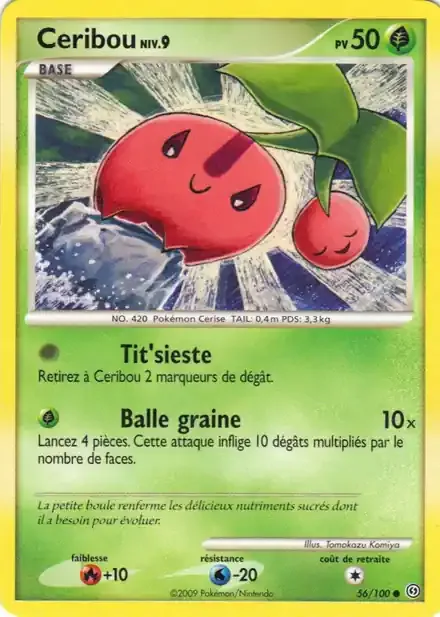 Ceribou NIV.9 PV 50
BASE
NO. 420 Pokémon Cerise TAIL: 0,4m PDS: 3,3kg
Tit'sieste
Retirez à Ceribou 2 marqueurs de dégât.
Balle graine 10x
Lancez 4 pièces. Cette attaque inflige 10 dégâts multipliés par le
nombre de faces.
La petite boule renferme les délicieux nutriments sucrés dont
il a besoin pour évoluer.
Illus. Tomokazu Komiya
faiblesse résistance coût de retraite
+10 -20
©2009 Pokémon/Nintendo 56/100